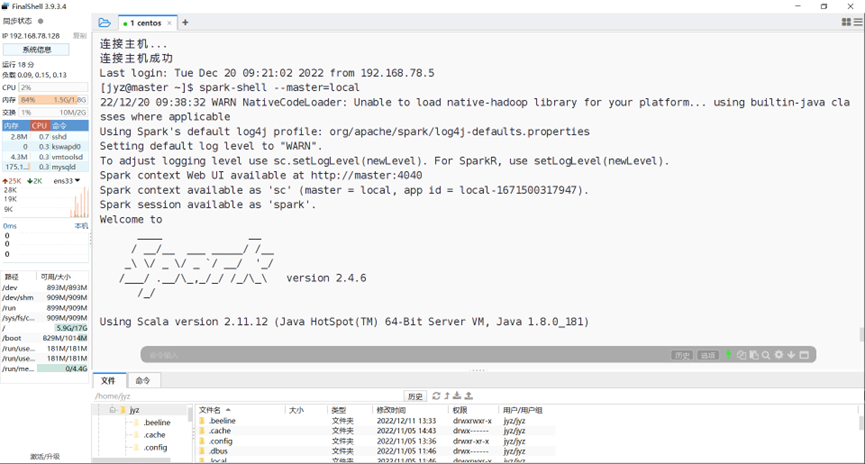 FinalShell 3.9.3.4
同步状态
IP 192.168.78.128 复制
系统信息
运行 18 分
负载 0.09, 0.15, 0.13
CPU 2%
内存 84% 1.5G/1.8G
交换 1% 10M/2G
内存 CPU 命令
2.8M 0.7 sshd
0 0.3 kswapd0
4.3M 0.3 vmtoolsd
175.1... 0.3 mysqld
25K 2K ens33
28K
19K
9K
0ms 本机
0
0
0
路径 可用/大小
/dev 893M/893M
/dev/shm 909M/909M
/run 899M/909M
/sys/fs/c... 909M/909M
/ 5.9G/17G
/boot 829M/1014M
/run/use... 181M/181M
/run/use... 181M/181M
/run/me... 0/4.4G
激活/升级
1 centos × +
连接主机...
连接主机成功
Last login: Tue Dec 20 09:21:02 2022 from 192.168.78.5
[jyz@master ~]$ spark-shell --master=local
22/12/20 09:38:32 WARN NativeCodeLoader: Unable to load native-hadoop library for your platform... using builtin-java cla
sses where applicable
Using Spark's default log4j profile: org/apache/spark/log4j-defaults.properties
Setting default log level to "WARN".
To adjust logging level use sc.setLogLevel(newLevel). For SparkR, use setLogLevel(newLevel).
Spark context Web UI available at http://master:4040
Spark context available as 'sc' (master = local, app id = local-1671500317947).
Spark session available as 'spark'.
Welcome to
version 2.4.6
Using Scala version 2.11.12 (Java HotSpot(TM) 64-Bit Server VM, Java 1.8.0_181)
命令输入 历史 选项
文件 命令
/home/jyz 历史
jyz
.beeline
.cache
.config
文件名 大小 类型 修改时间 权限 用户/用户组
.beeline 文件夹 2022/12/11 13:33 drwxrwxr-x jyz/jyz
.cache 文件夹 2022/11/05 14:43 drwx------ jyz/jyz
.config 文件夹 2022/11/05 13:36 drwxr-xr-x jyz/jyz
.dbus 文件夹 2022/11/05 11:46 drwx------ jyz/jyz
.local 文件夹 2022/11/05 11:46 drwxrwxr-x jyz/jyz